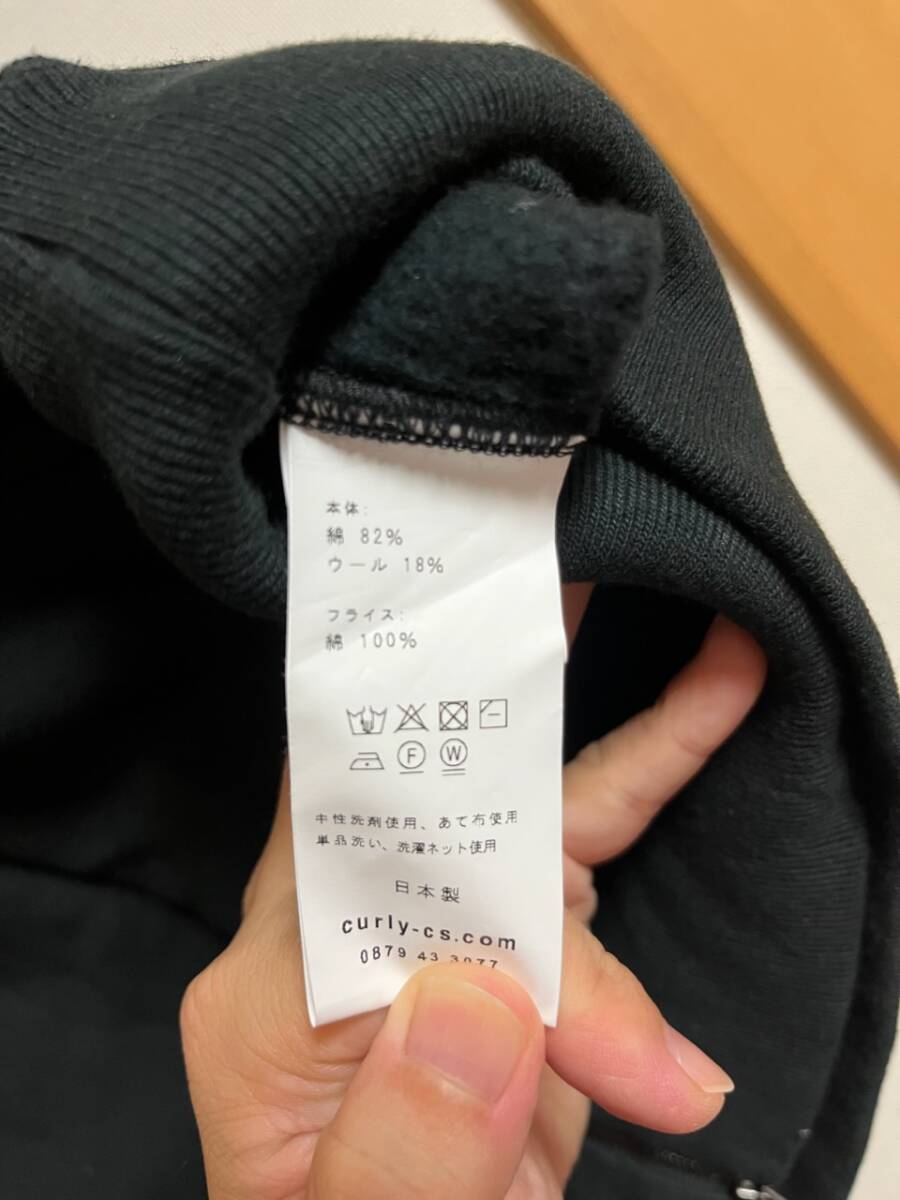 本体:
綿 82%
ウール 18%
フライス:
綿 100%
F W
中性洗剤使用、あて布使用
単品洗い、洗濯ネット使用
日本製
curly-cs.com
0879 43 3077